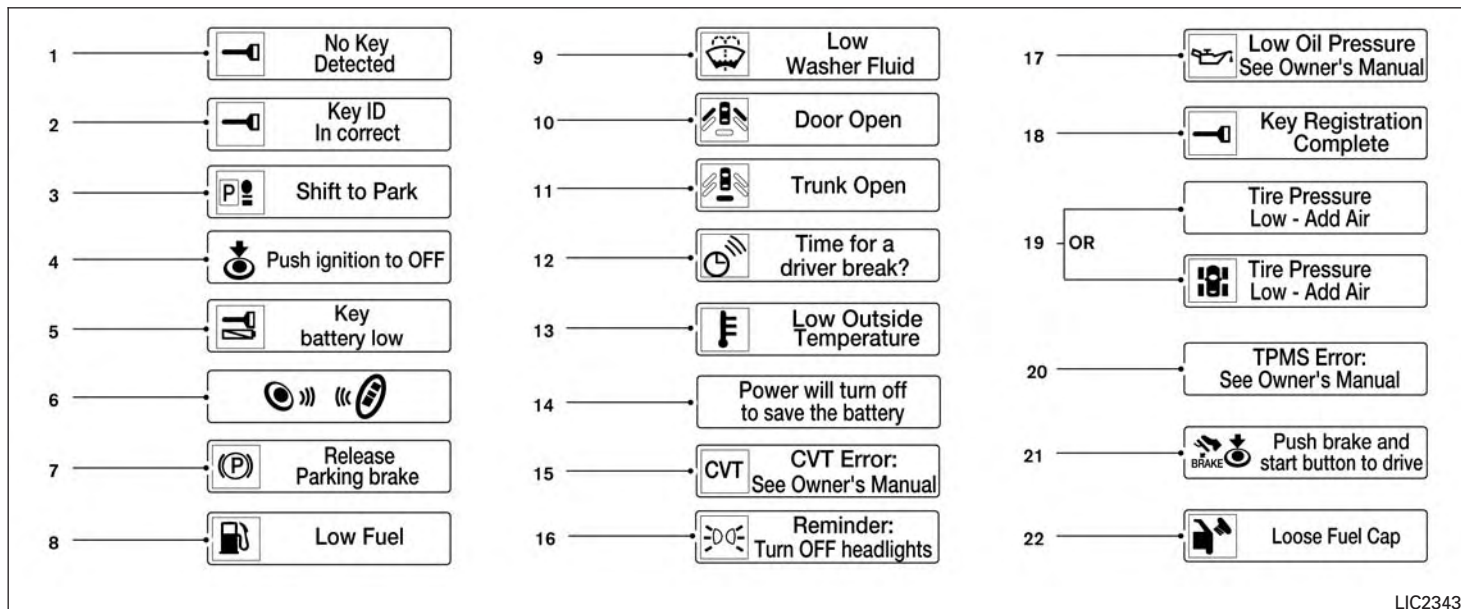 1
No Key
Detected
2
Key ID
In correct
3
P
Shift to Park
4
Push ignition to OFF
5
Key
battery low
6
7
P
Release
Parking brake
8
Low Fuel
9
Low
Washer Fluid
10
Door Open
11
Trunk Open
12
Time for a
driver break?
13
Low Outside
Temperature
14
Power will turn off
to save the battery
15
CVT
CVT Error:
See Owner's Manual
16
Reminder:
Turn OFF headlights
17
Low Oil Pressure
See Owner's Manual
18
Key Registration
Complete
19
OR
Tire Pressure
Low - Add Air
Tire Pressure
Low - Add Air
20
TPMS Error:
See Owner's Manual
21
BRAKE
Push brake and
start button to drive
22
Loose Fuel Cap
LIC2343